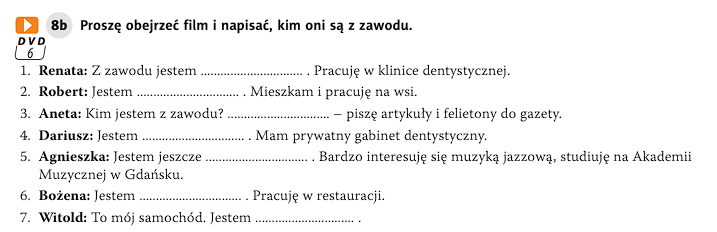 8b Proszę obejrzeć film i napisać, kim oni są z zawodu.
DVD
6
1. Renata: Z zawodu jestem .............................. . Pracuję w klinice dentystycznej.
2. Robert: Jestem .............................. . Mieszkam i pracuję na wsi.
3. Aneta: Kim jestem z zawodu? .............................. – piszę artykuły i felietony do gazety.
4. Dariusz: Jestem .............................. . Mam prywatny gabinet dentystyczny.
5. Agnieszka: Jestem jeszcze .............................. . Bardzo interesuję się muzyką jazzową, studiuję na Akademii
Muzycznej w Gdańsku.
6. Bożena: Jestem .............................. . Pracuję w restauracji.
7. Witold: To mój samochód. Jestem ............................. .